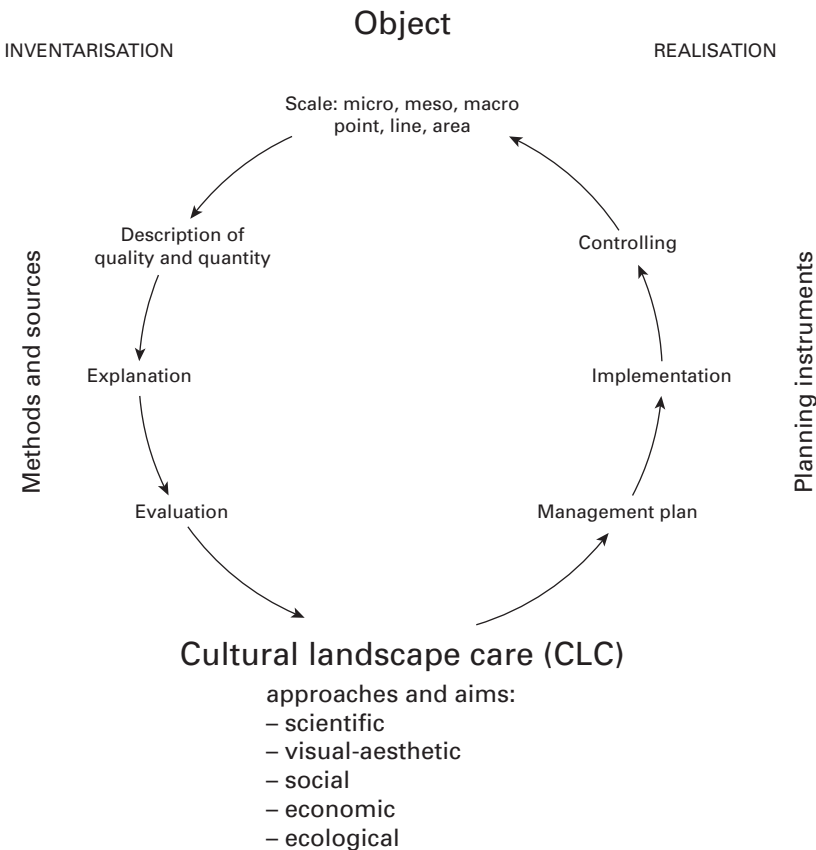 Object
INVENTARISATION
REALISATION
Scale: micro, meso, macro
point, line, area
Description of
quality and quantity
Controlling
Methods and sources
Planning instruments
Explanation
Implementation
Evaluation
Management plan
Cultural landscape care (CLC)
approaches and aims:
– scientific
– visual-aesthetic
– social
– economic
– ecological